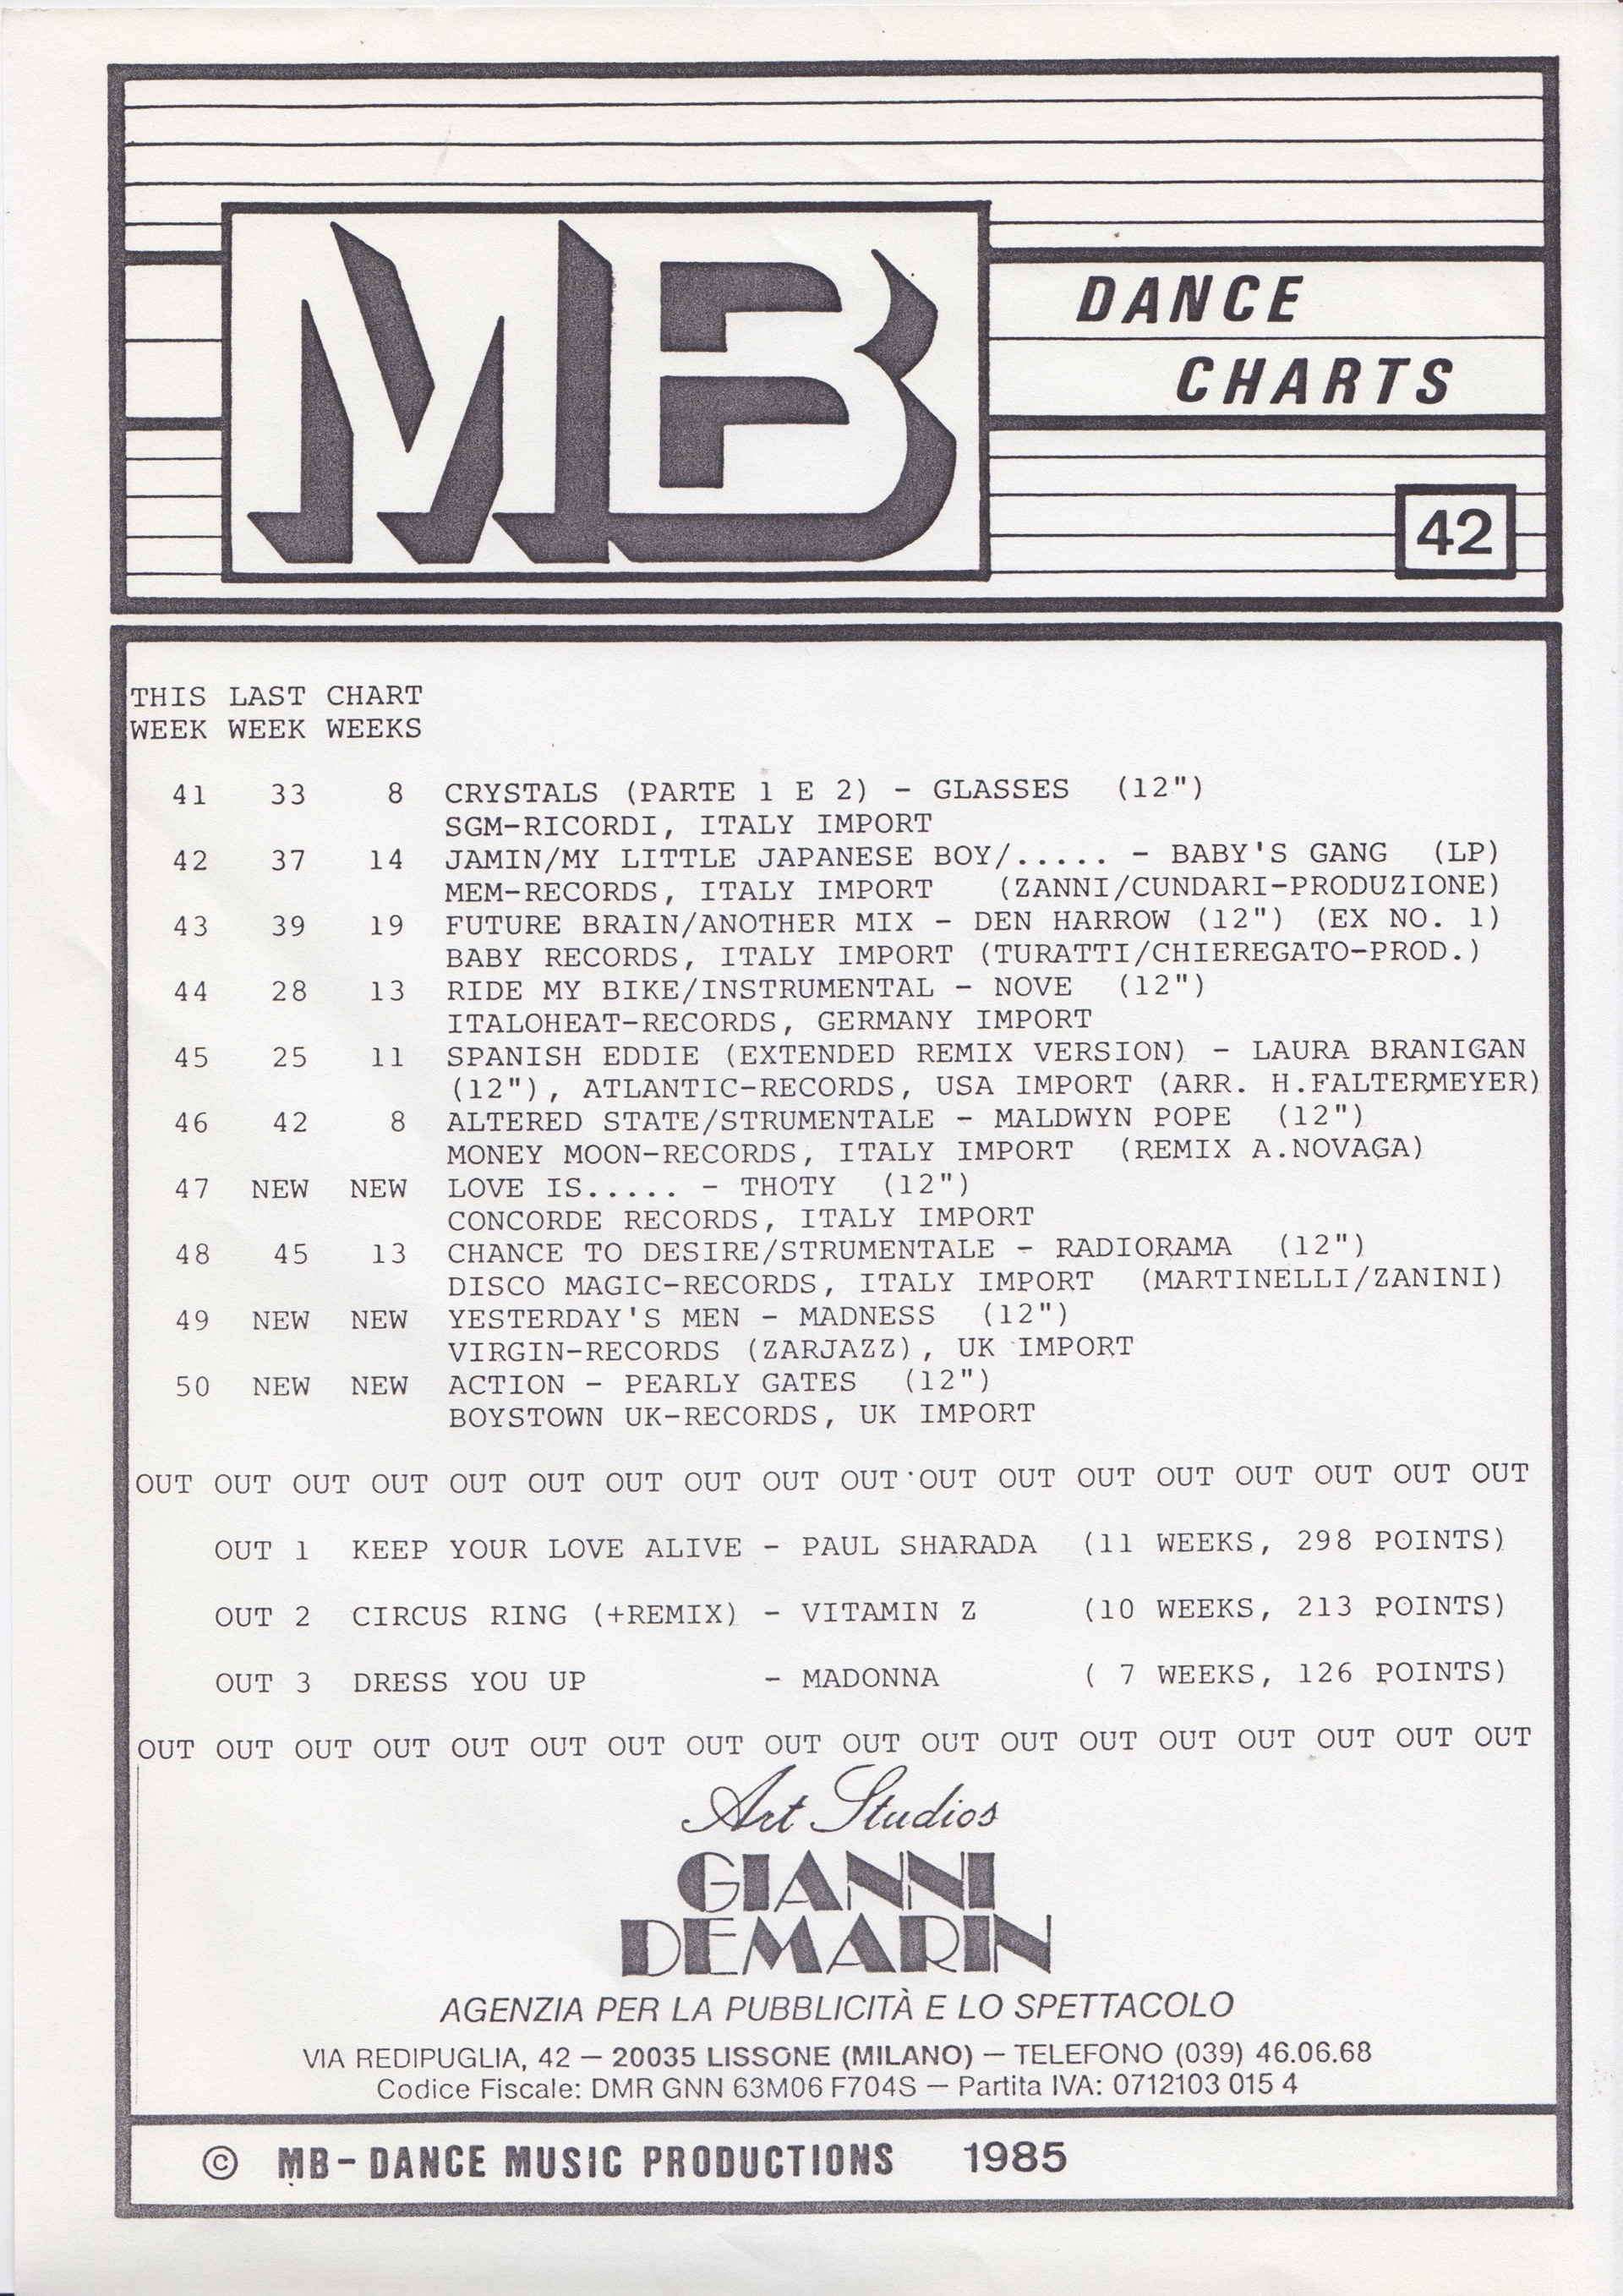 MB
DANCE
CHARTS
42
THIS LAST CHART
WEEK WEEK WEEKS
41 33 8 CRYSTALS (PARTE 1 E 2) - GLASSES (12")
SGM-RICORDI, ITALY IMPORT
42 37 14 JAMIN/MY LITTLE JAPANESE BOY/..... - BABY'S GANG (LP)
MEM-RECORDS, ITALY IMPORT (ZANNI/CUNDARI-PRODUZIONE)
43 39 19 FUTURE BRAIN/ANOTHER MIX - DEN HARROW (12") (EX NO. 1)
BABY RECORDS, ITALY IMPORT (TURATTI/CHIEREGATO-PROD.)
44 28 13 RIDE MY BIKE/INSTRUMENTAL - NOVE (12")
ITALOHEAT-RECORDS, GERMANY IMPORT
45 25 11 SPANISH EDDIE (EXTENDED REMIX VERSION) - LAURA BRANIGAN
(12"), ATLANTIC-RECORDS, USA IMPORT (ARR. H.FALTERMEYER)
46 42 8 ALTERED STATE/STRUMENTALE - MALDWYN POPE (12")
MONEY MOON-RECORDS, ITALY IMPORT (REMIX A.NOVAGA)
47 NEW NEW LOVE IS..... - THOTY (12")
CONCORDE RECORDS, ITALY IMPORT
48 45 13 CHANCE TO DESIRE/STRUMENTALE - RADIORAMA (12")
DISCO MAGIC-RECORDS, ITALY IMPORT (MARTINELLI/ZANINI)
49 NEW NEW YESTERDAY'S MEN - MADNESS (12")
VIRGIN-RECORDS (ZARJAZZ), UK IMPORT
50 NEW NEW ACTION - PEARLY GATES (12")
BOYSTOWN UK-RECORDS, UK IMPORT
OUT OUT OUT OUT OUT OUT OUT OUT OUT OUT OUT OUT OUT OUT OUT OUT OUT OUT
OUT 1 KEEP YOUR LOVE ALIVE - PAUL SHARADA (11 WEEKS, 298 POINTS)
OUT 2 CIRCUS RING (+REMIX) - VITAMIN Z (10 WEEKS, 213 POINTS)
OUT 3 DRESS YOU UP - MADONNA ( 7 WEEKS, 126 POINTS)
OUT OUT OUT OUT OUT OUT OUT OUT OUT OUT OUT OUT OUT OUT OUT OUT OUT OUT
Art Studios
GIANNI
DEMARIN
AGENZIA PER LA PUBBLICITÀ E LO SPETTACOLO
VIA REDIPUGLIA, 42 — 20035 LISSONE (MILANO) — TELEFONO (039) 46.06.68
Codice Fiscale: DMR GNN 63M06 F704S — Partita IVA: 0712103 015 4
© MB-DANCE MUSIC PRODUCTIONS 1985